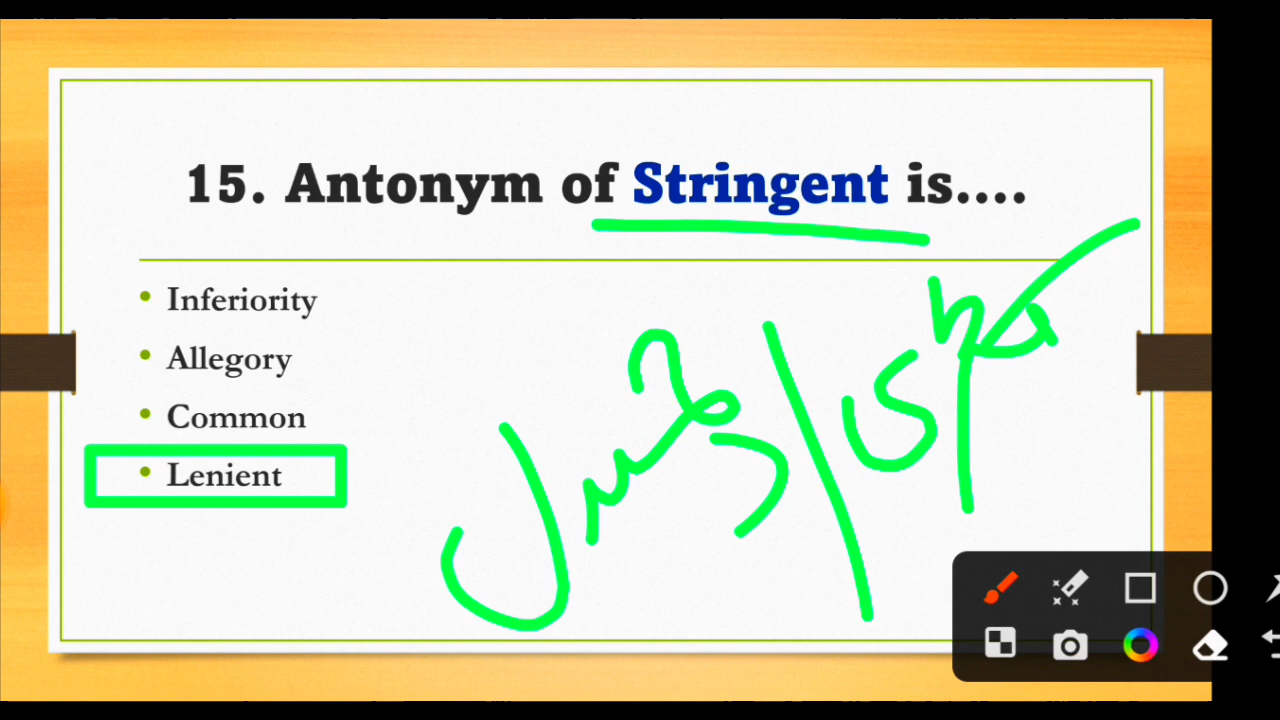 15. Antonym of Stringent is....
• Inferiority
• Allegory
• Common
• Lenient